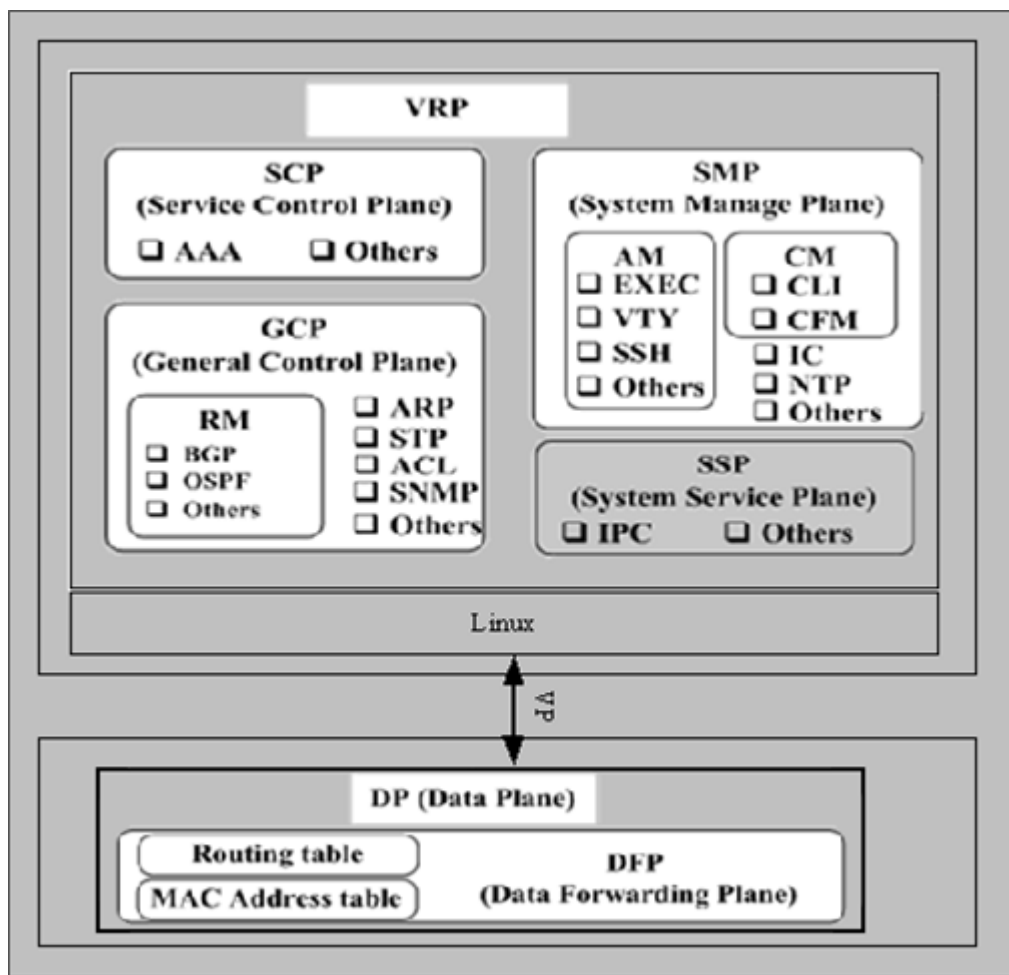 VRP
SCP
(Service Control Plane)
❑ AAA ❑ Others
GCP
(General Control Plane)
RM
❑ BGP
❑ OSPF
❑ Others
❑ ARP
❑ STP
❑ ACL
❑ SNMP
❑ Others
SMP
(System Manage Plane)
AM
❑ EXEC
❑ VTY
❑ SSH
❑ Others
CM
❑ CLI
❑ CFM
❑ IC
❑ NTP
❑ Others
SSP
(System Service Plane)
❑ IPC ❑ Others
Linux
VP
DP (Data Plane)
Routing table
MAC Address table
DFP
(Data Forwarding Plane)